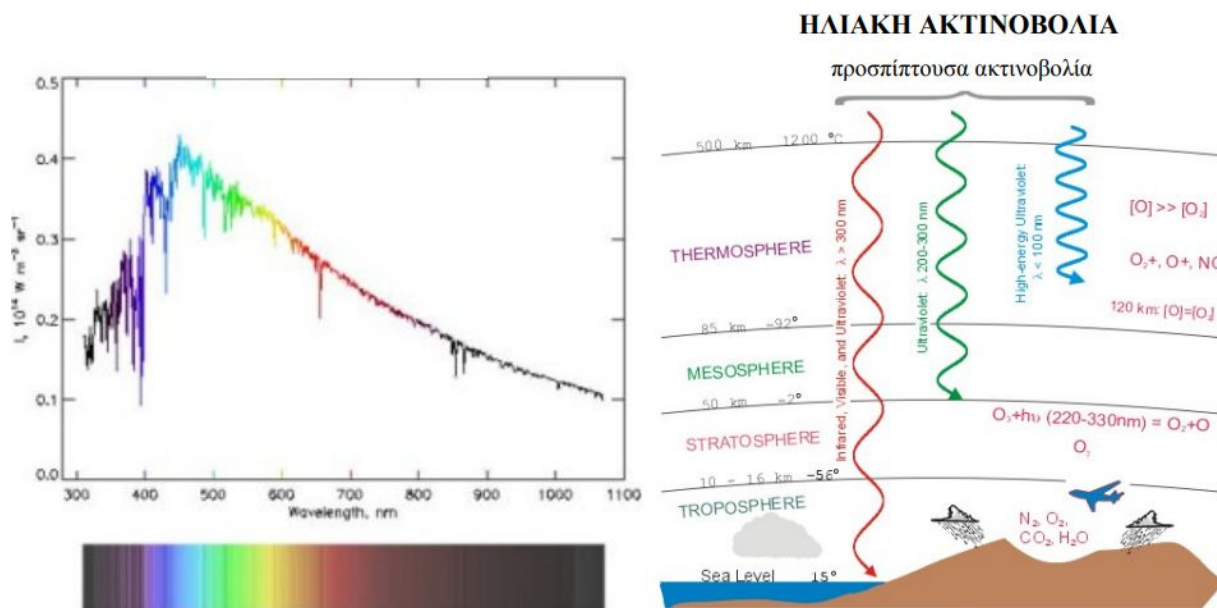 ΗΛΙΑΚΗ ΑΚΤΙΝΟΒΟΛΙΑ
προσπίπτουσα ακτινοβολία
0.5
0.4
0.3
0.2
0.1
0.0
300 400 500 600 700 800 900 1000 1100
Wavelength, nm
500 km 1200 °C
THERMOSPHERE
85 km -92°
MESOSPHERE
50 km -2°
STRATOSPHERE
10 - 16 km -56°
TROPOSPHERE
Sea Level 15°
Infrared, Visible, and Ultraviolet: λ > 300 nm
Ultraviolet: λ 200-300 nm
High-energy Ultraviolet:
λ < 100 nm
[O] >> [O₂]
O₂+, O+, NO
120 km: [O]=[O₂]
O₃+hυ (220-330nm) = O₂+O
N₂, O₂,
CO₂, H₂O